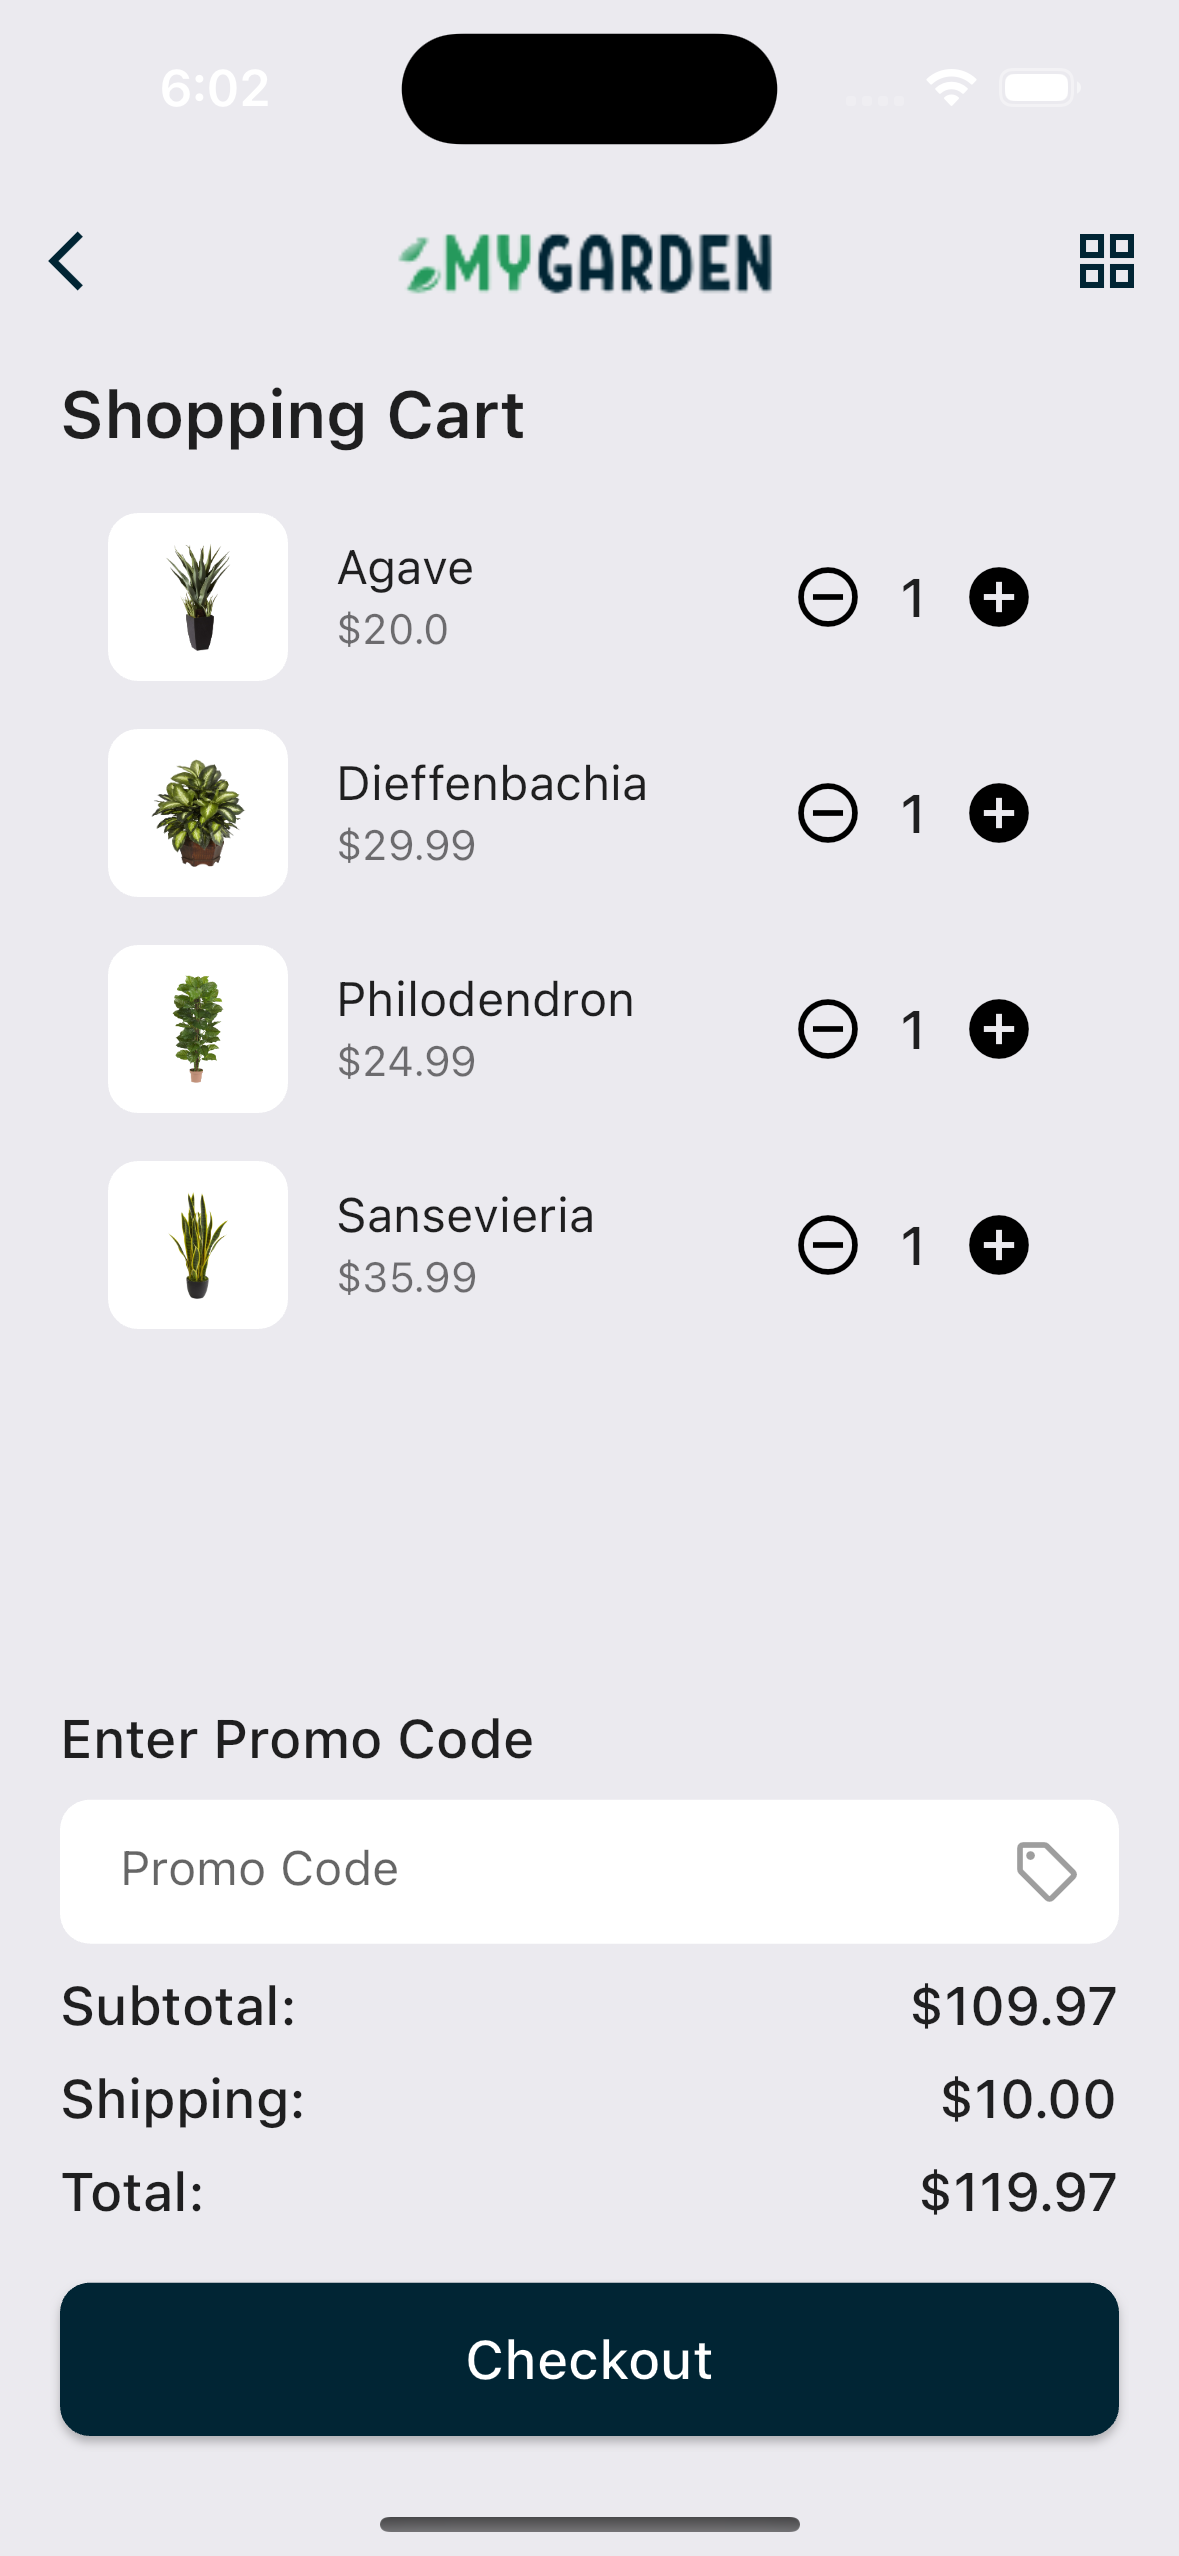 6:02
MYGARDEN
Shopping Cart
Agave
$20.0
1
Dieffenbachia
$29.99
1
Philodendron
$24.99
1
Sansevieria
$35.99
1
Enter Promo Code
Promo Code
Subtotal: $109.97
Shipping: $10.00
Total: $119.97
Checkout